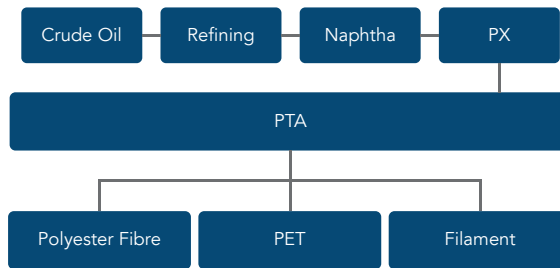 Crude Oil
Refining
Naphtha
PX
PTA
Polyester Fibre
PET
Filament